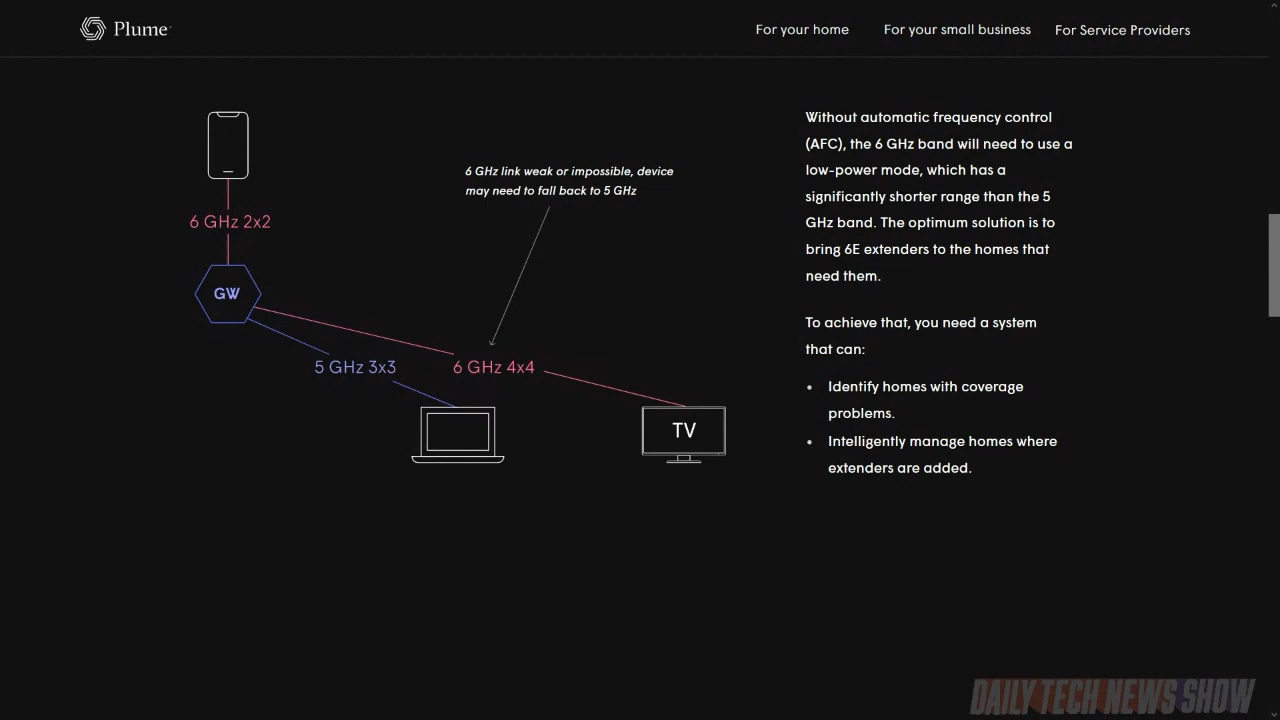 Plume
For your home
For your small business
For Service Providers
6 GHz 2x2
GW
6 GHz link weak or impossible, device
may need to fall back to 5 GHz
5 GHz 3x3
6 GHz 4x4
TV
Without automatic frequency control
(AFC), the 6 GHz band will need to use a
low-power mode, which has a
significantly shorter range than the 5
GHz band. The optimum solution is to
bring 6E extenders to the homes that
need them.
To achieve that, you need a system
that can:
• Identify homes with coverage
problems.
• Intelligently manage homes where
extenders are added.
DAILY TECH NEWS SHOW